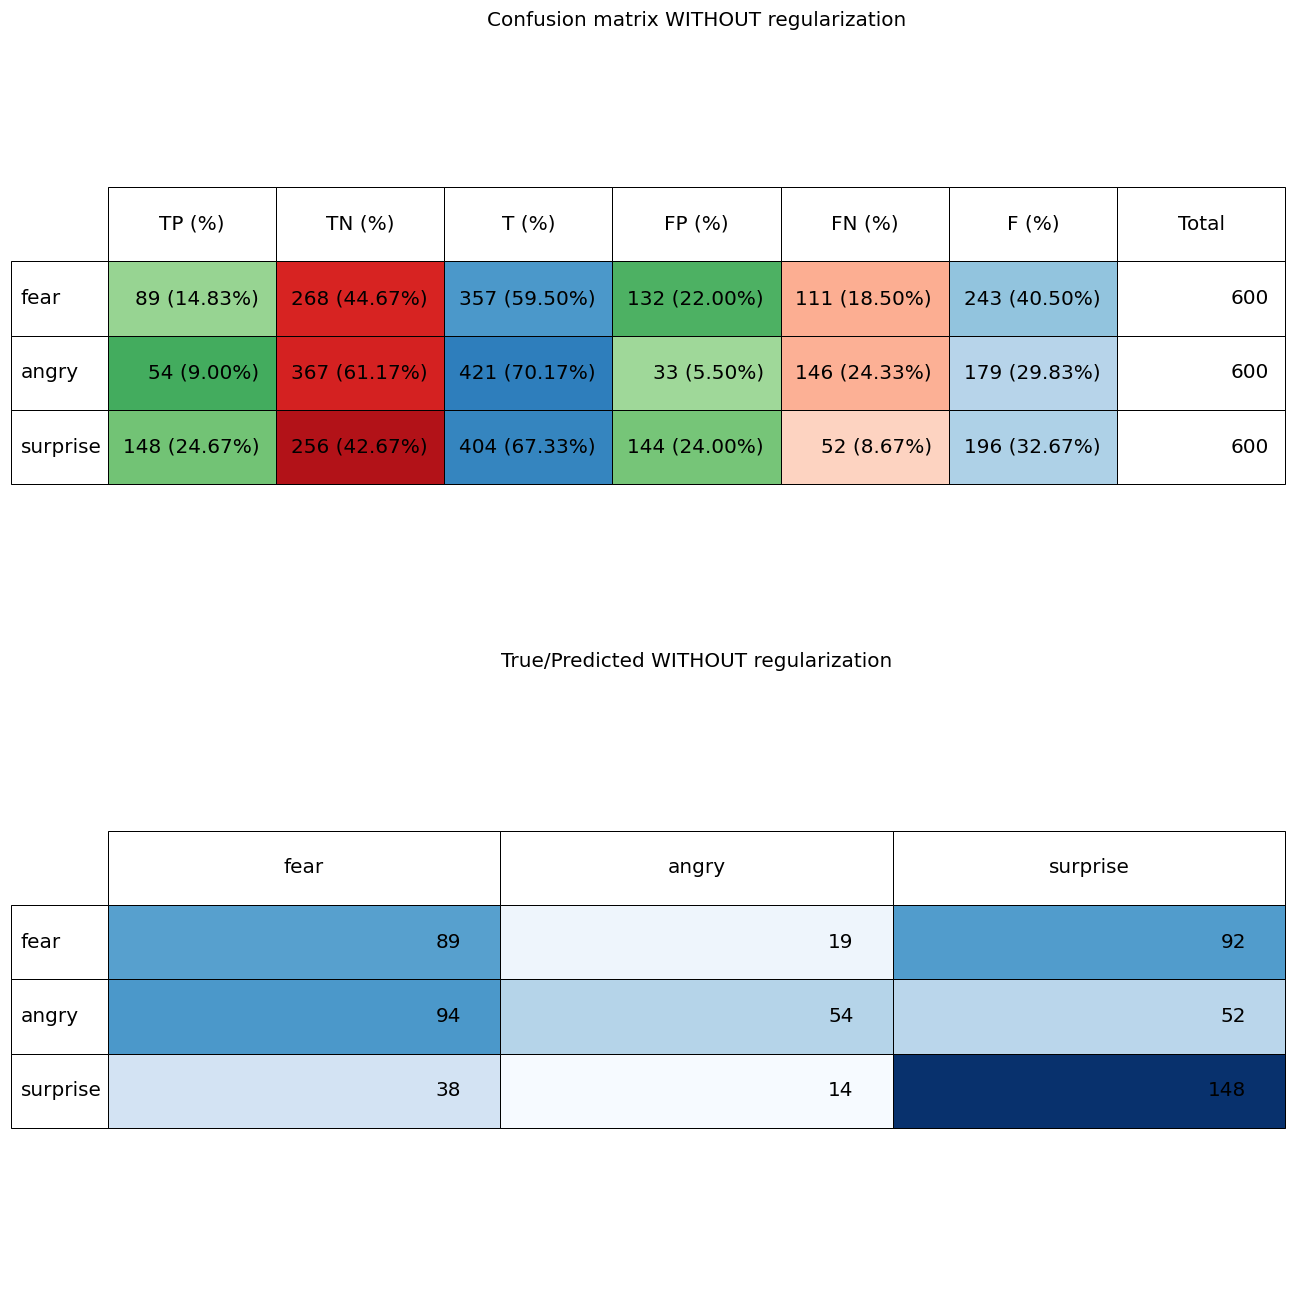 Confusion matrix WITHOUT regularization
TP (%) TN (%) T (%) FP (%) FN (%) F (%) Total
fear 89 (14.83%) 268 (44.67%) 357 (59.50%) 132 (22.00%) 111 (18.50%) 243 (40.50%) 600
angry 54 (9.00%) 367 (61.17%) 421 (70.17%) 33 (5.50%) 146 (24.33%) 179 (29.83%) 600
surprise 148 (24.67%) 256 (42.67%) 404 (67.33%) 144 (24.00%) 52 (8.67%) 196 (32.67%) 600
True/Predicted WITHOUT regularization
fear angry surprise
fear 89 19 92
angry 94 54 52
surprise 38 14 148